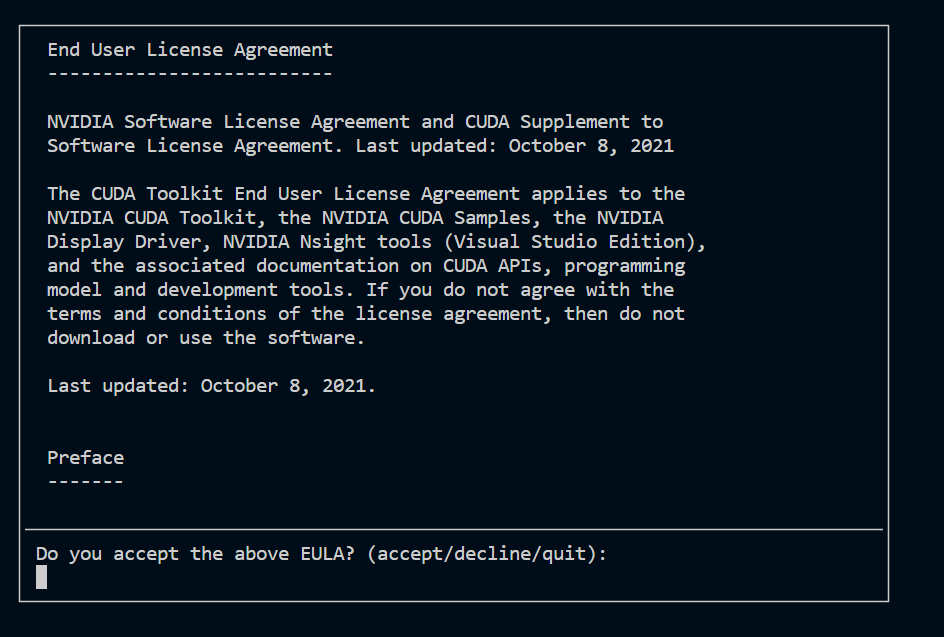 End User License Agreement
--------------------------
NVIDIA Software License Agreement and CUDA Supplement to
Software License Agreement. Last updated: October 8, 2021
The CUDA Toolkit End User License Agreement applies to the
NVIDIA CUDA Toolkit, the NVIDIA CUDA Samples, the NVIDIA
Display Driver, NVIDIA Nsight tools (Visual Studio Edition),
and the associated documentation on CUDA APIs, programming
model and development tools. If you do not agree with the
terms and conditions of the license agreement, then do not
download or use the software.
Last updated: October 8, 2021.
Preface
-------
Do you accept the above EULA? (accept/decline/quit):